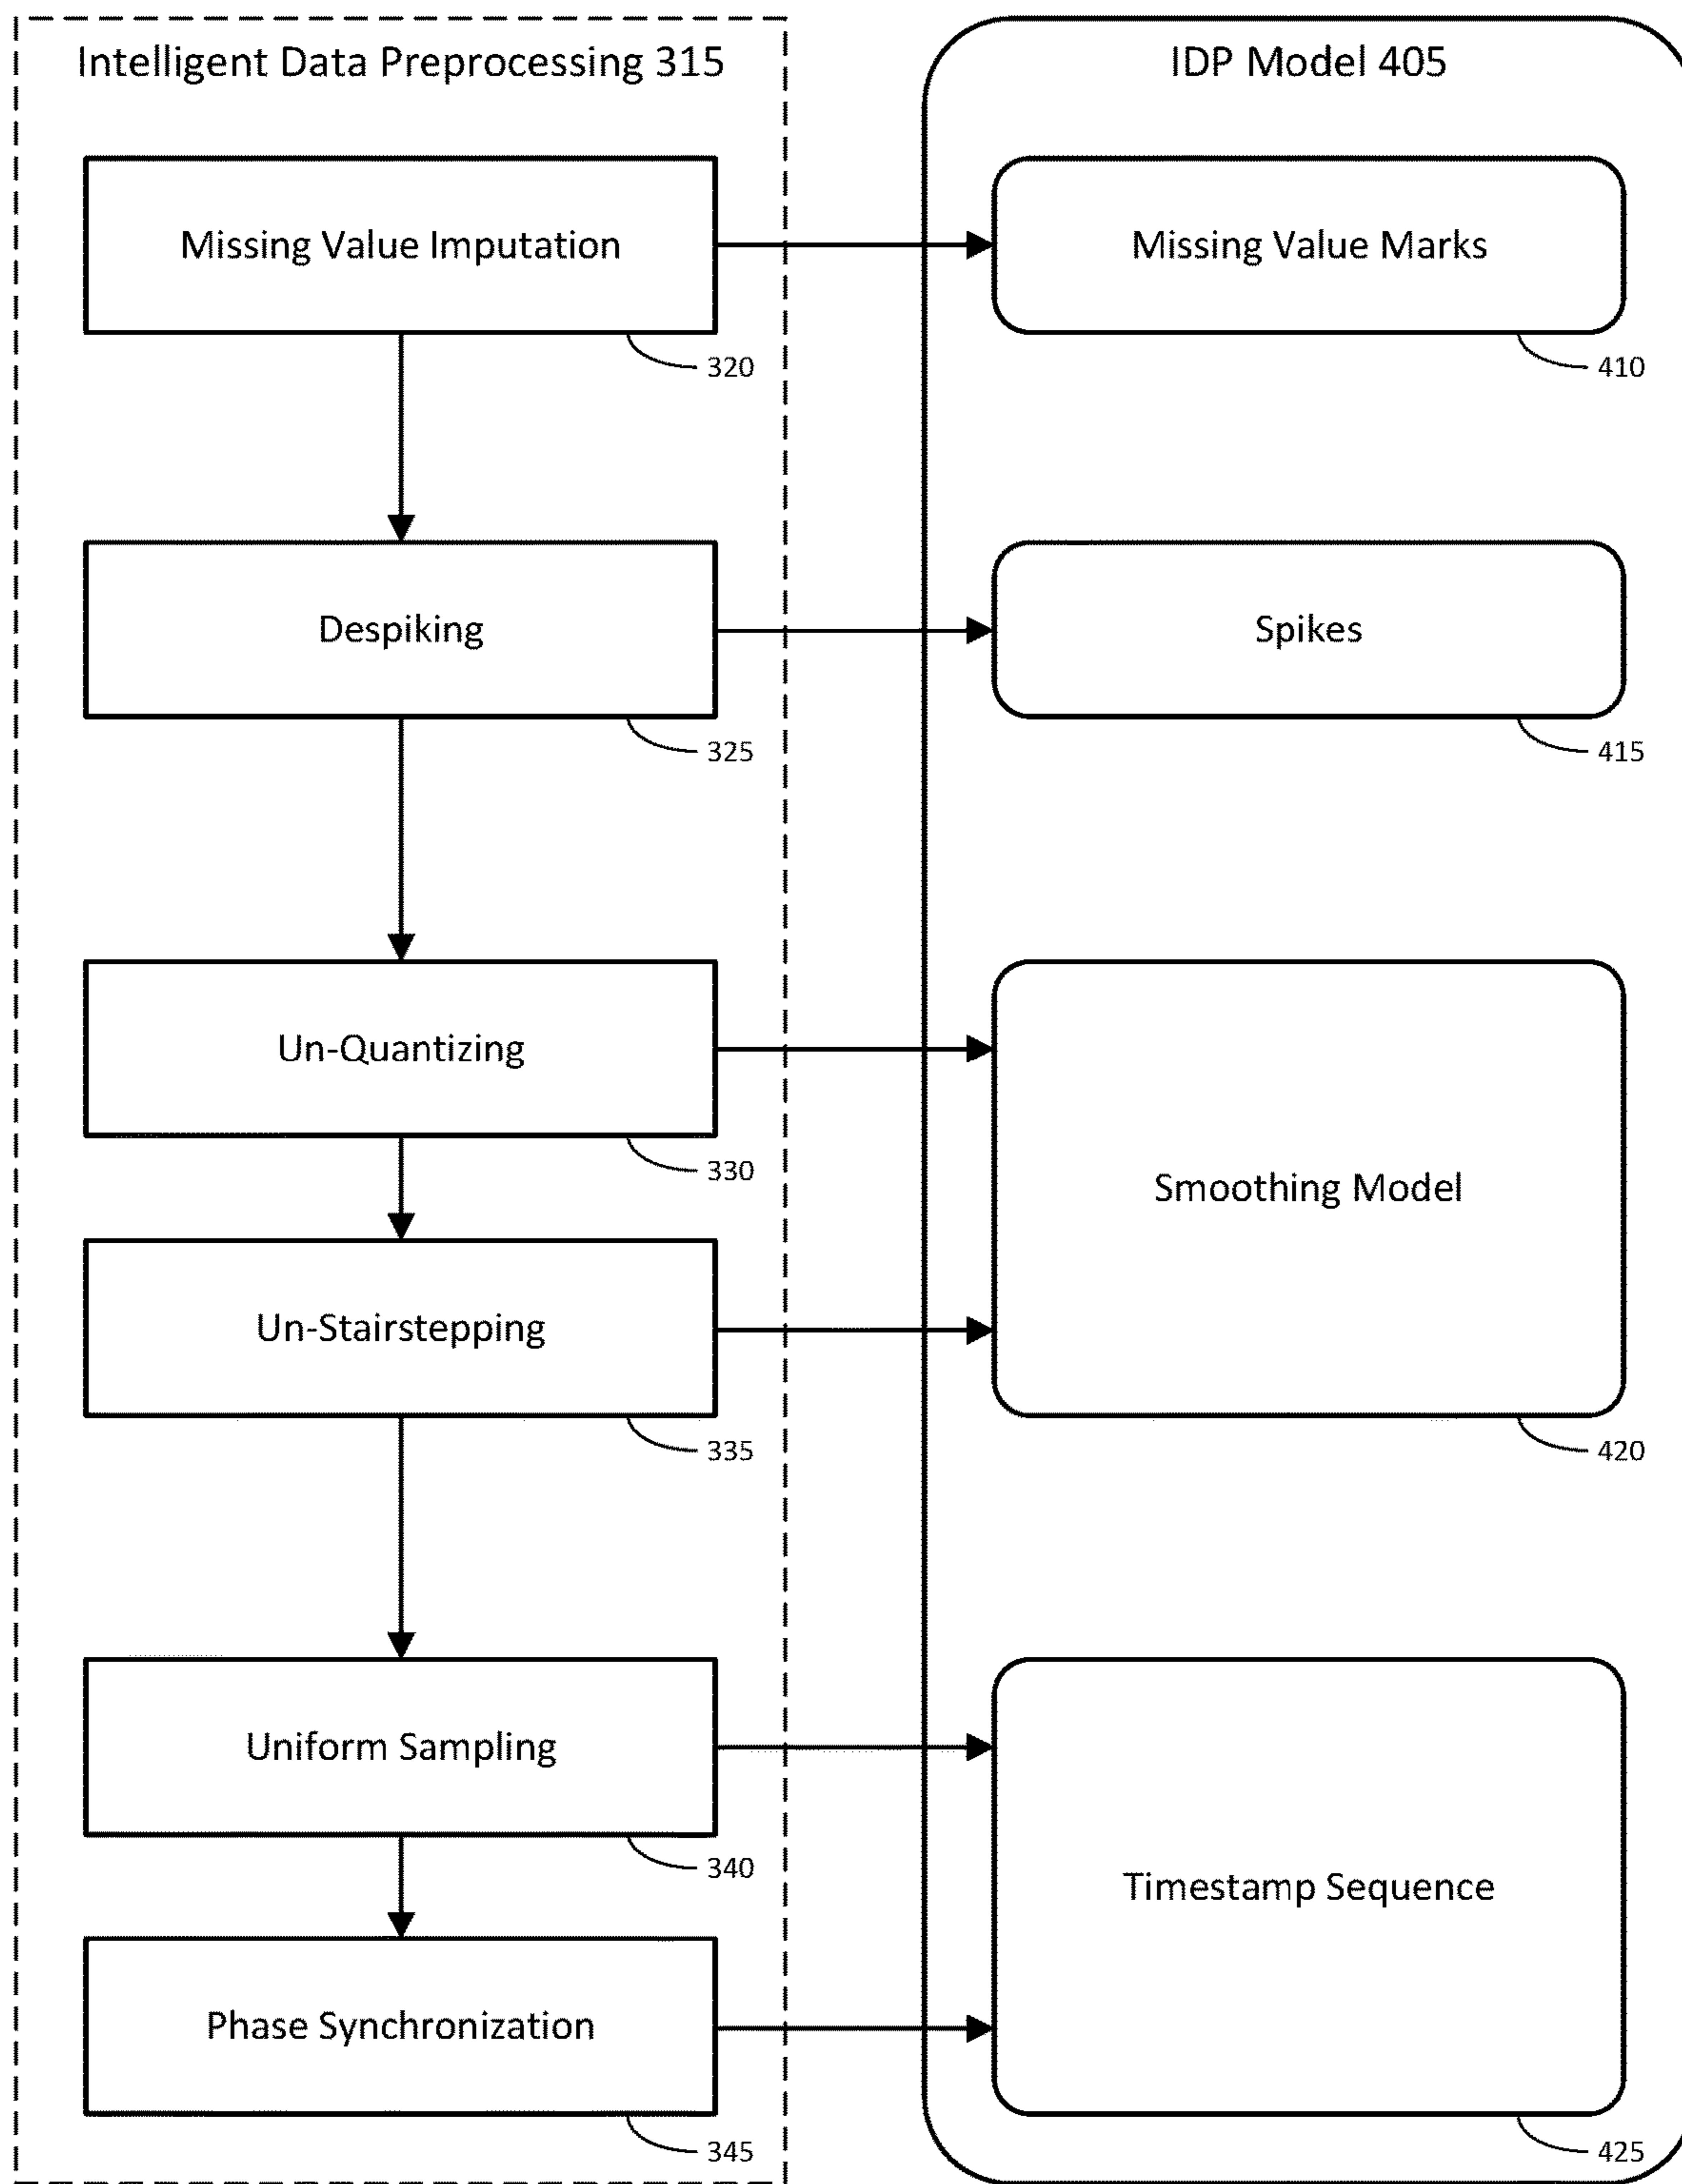 Intelligent Data Preprocessing 315
IDP Model 405
Missing Value Imputation
Missing Value Marks
320
410
Despiking
Spikes
325
415
Un-Quantizing
330
Smoothing Model
Un-Stairstepping
335
420
Uniform Sampling
340
Timestamp Sequence
Phase Synchronization
345
425